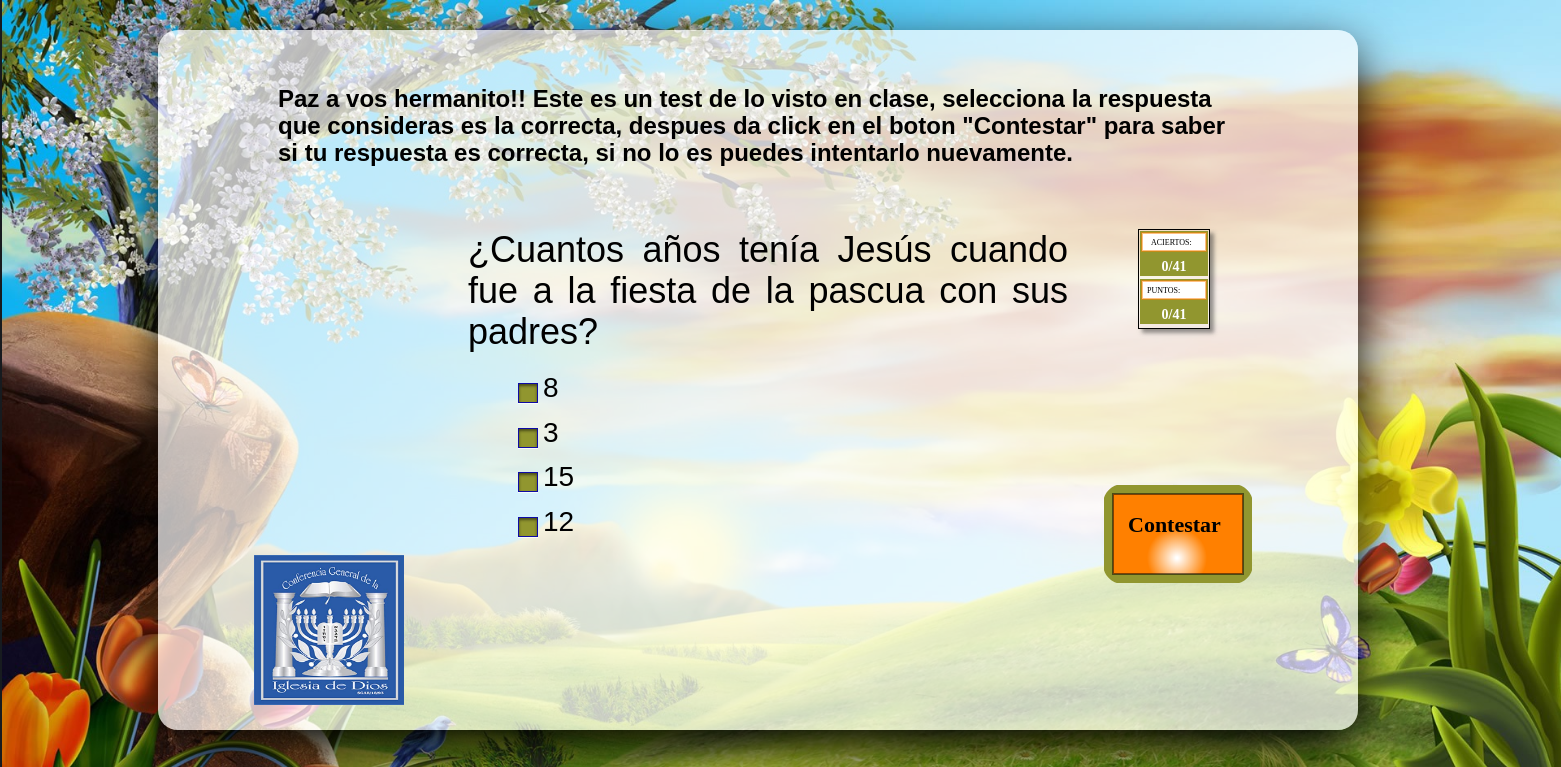 Paz a vos hermanito!! Este es un test de lo visto en clase, selecciona la respuesta
que consideras es la correcta, despues da click en el boton "Contestar" para saber
si tu respuesta es correcta, si no lo es puedes intentarlo nuevamente.
¿Cuantos años tenía Jesús cuando
fue a la fiesta de la pascua con sus
padres?
ACIERTOS:
0/41
PUNTOS:
0/41
8
3
15
12
Contestar
Conferencia General de la
Iglesia de Dios